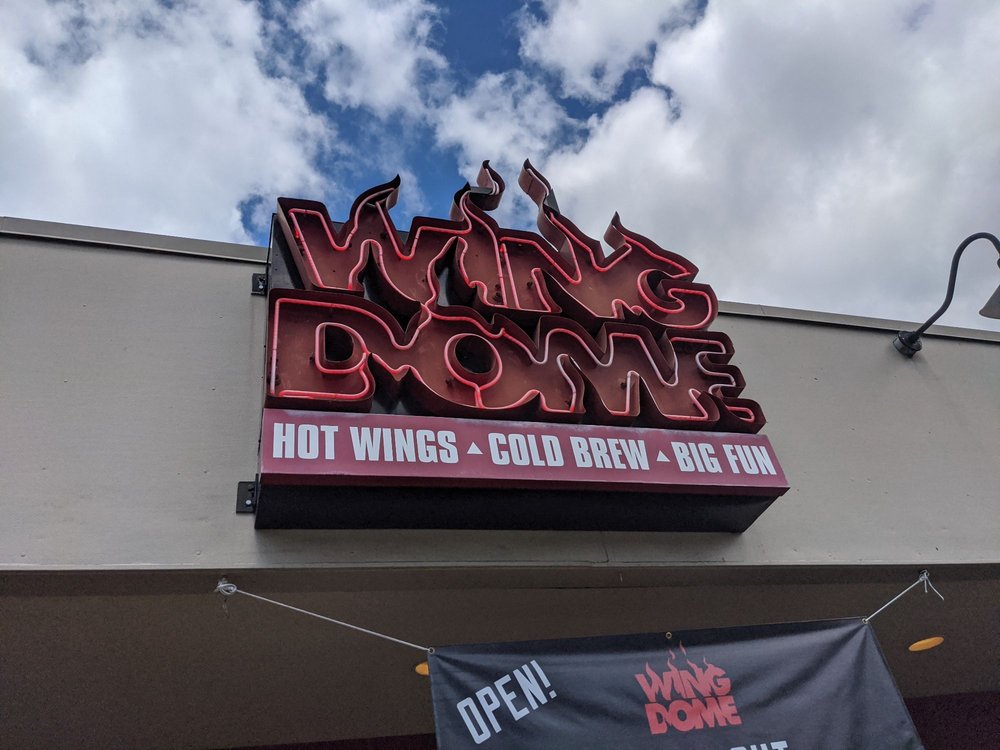 WING
DOME
HOT WINGS ▲ COLD BREW ▲ BIG FUN
OPEN!
WING
DOME